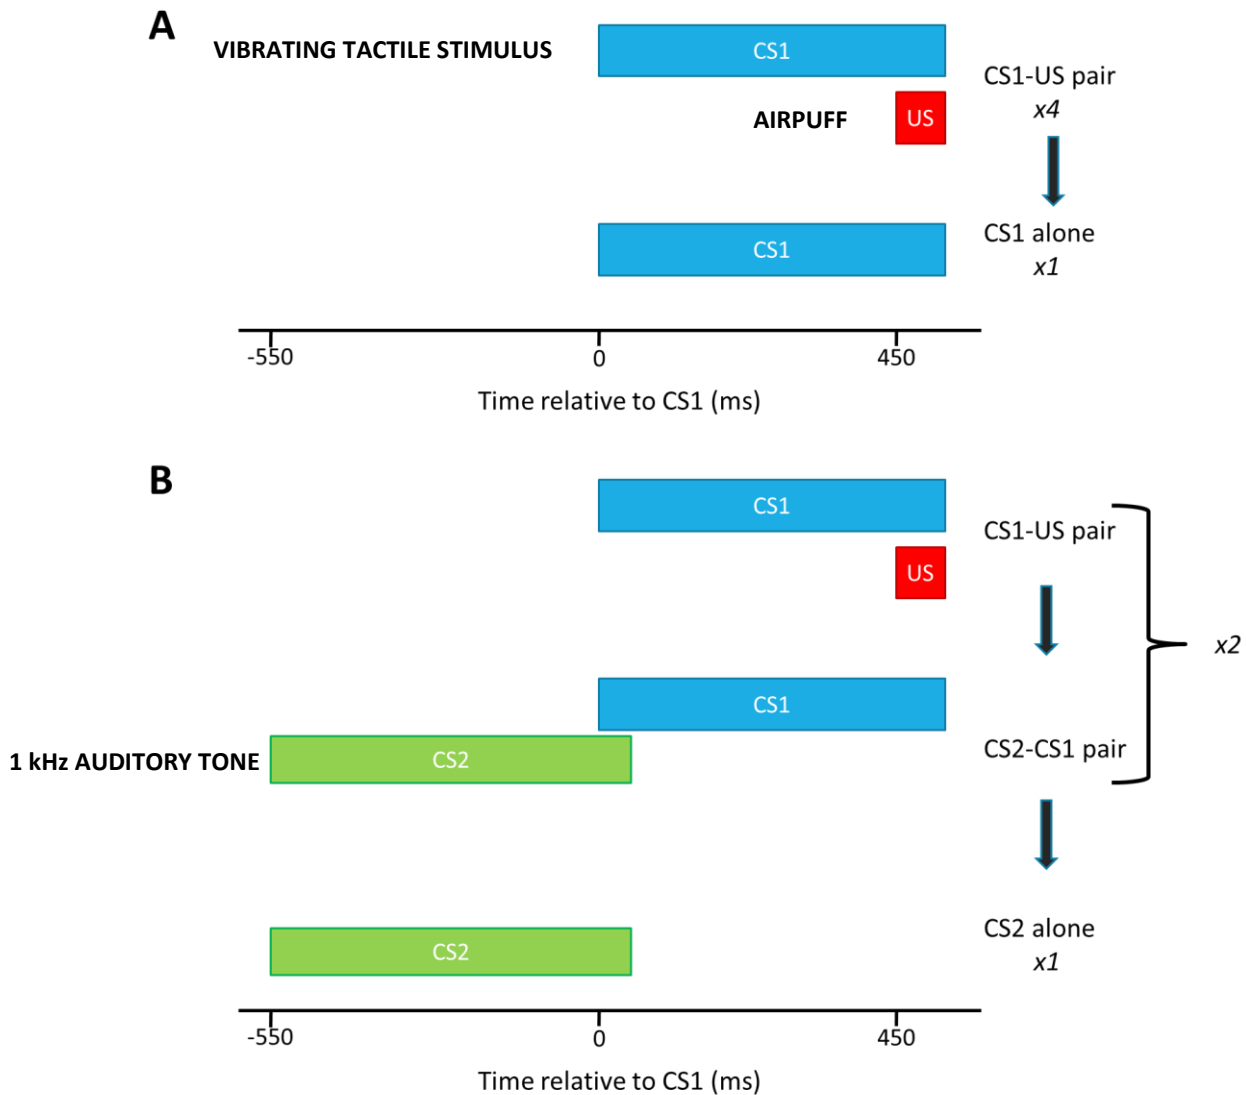 A
VIBRATING TACTILE STIMULUS
CS1
CS1-US pair
x4
AIRPUFF
US
CS1
CS1 alone
x1
-550
0
450
Time relative to CS1 (ms)
B
CS1
CS1-US pair
US
x2
CS1
1 kHz AUDITORY TONE
CS2
CS2-CS1 pair
CS2
CS2 alone
x1
-550
0
450
Time relative to CS1 (ms)